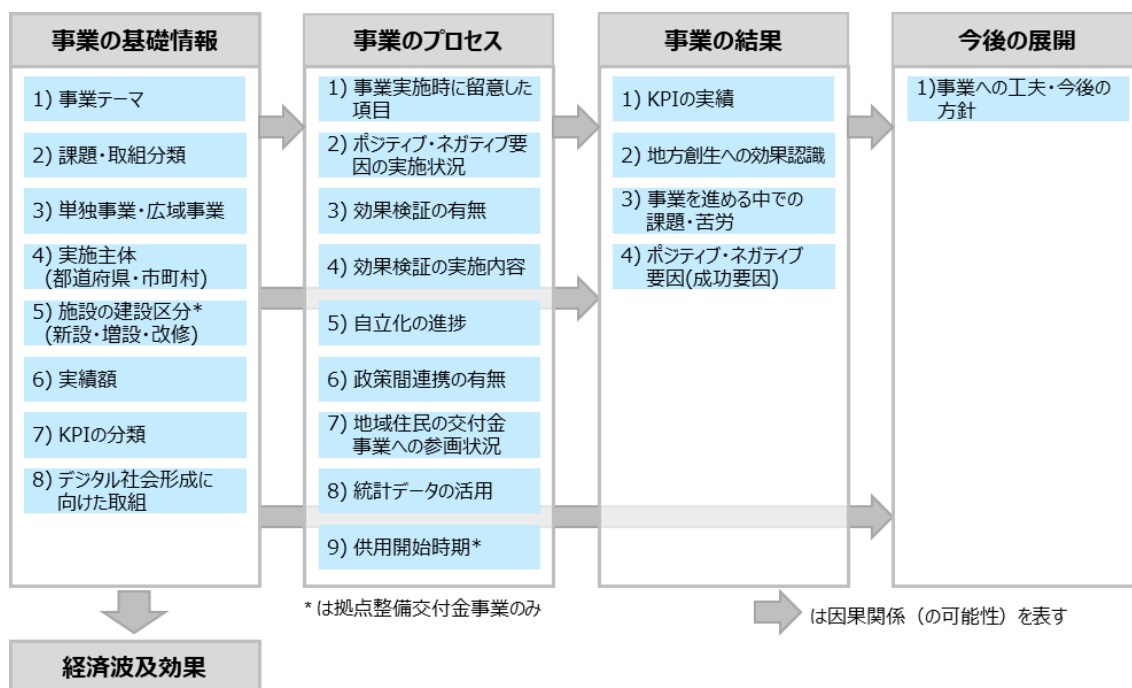 事業の基礎情報
1) 事業テーマ
2) 課題・取組分類
3) 単独事業・広域事業
4) 実施主体
(都道府県・市町村)
5) 施設の建設区分*
(新設・増設・改修)
6) 実績額
7) KPIの分類
8) デジタル社会形成に
向けた取組
事業のプロセス
1) 事業実施時に留意した
項目
2) ポジティブ・ネガティブ要
因の実施状況
3) 効果検証の有無
4) 効果検証の実施内容
5) 自立化の進捗
6) 政策間連携の有無
7) 地域住民の交付金
事業への参画状況
8) 統計データの活用
9) 供用開始時期*
事業の結果
1) KPIの実績
2) 地方創生への効果認識
3) 事業を進める中での
課題・苦労
4) ポジティブ・ネガティブ
要因(成功要因)
今後の展開
1)事業への工夫・今後の
方針
* は拠点整備交付金事業のみ
は因果関係（の可能性）を表す
経済波及効果